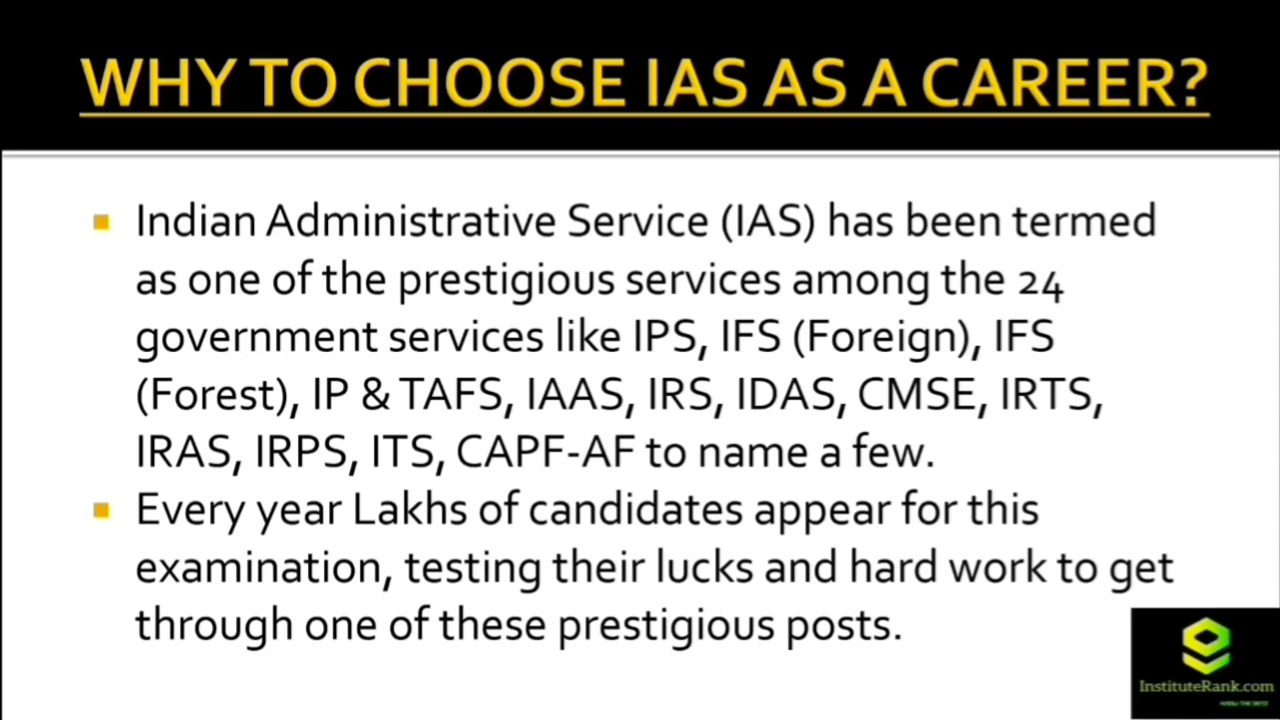 WHY TO CHOOSE IAS AS A CAREER?
Indian Administrative Service (IAS) has been termed
as one of the prestigious services among the 24
government services like IPS, IFS (Foreign), IFS
(Forest), IP & TAFS, IAAS, IRS, IDAS, CMSE, IRTS,
IRAS, IRPS, ITS, CAPF-AF to name a few.
Every year Lakhs of candidates appear for this
examination, testing their lucks and hard work to get
through one of these prestigious posts.
InstituteRank.com